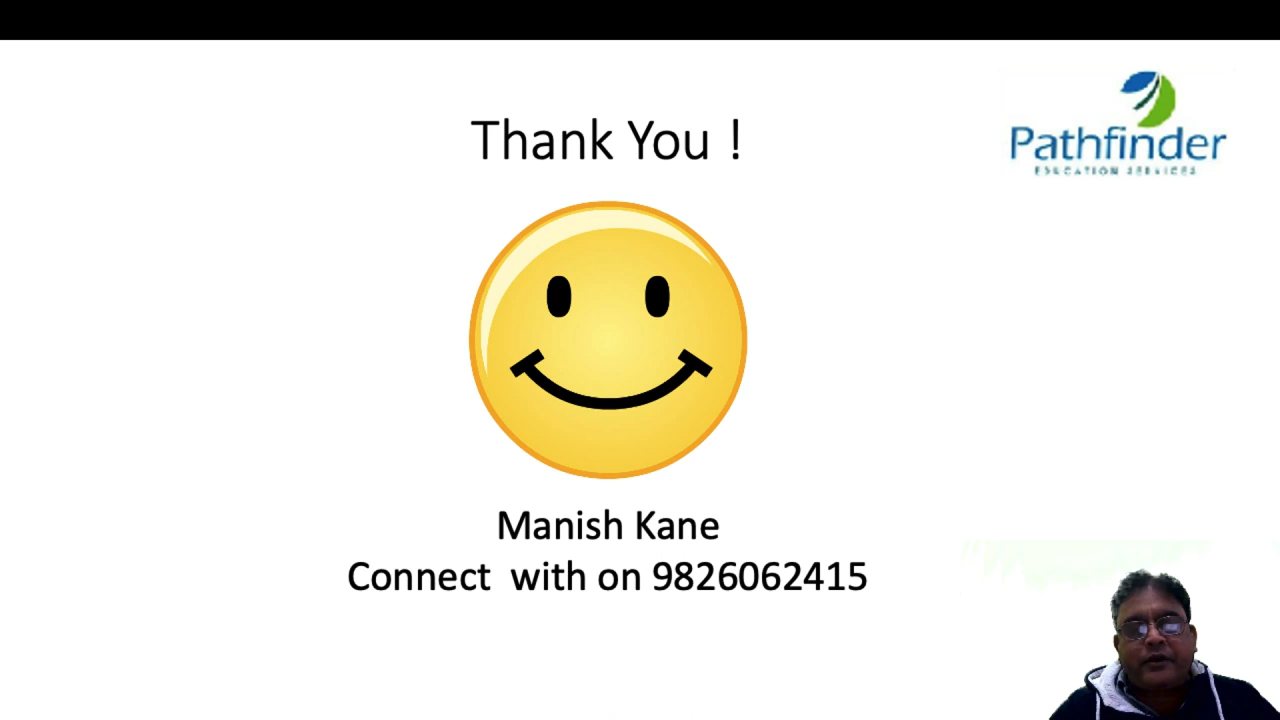 Thank You !
Pathfinder
EDUCATION SERVICES
Manish Kane
Connect with on 9826062415